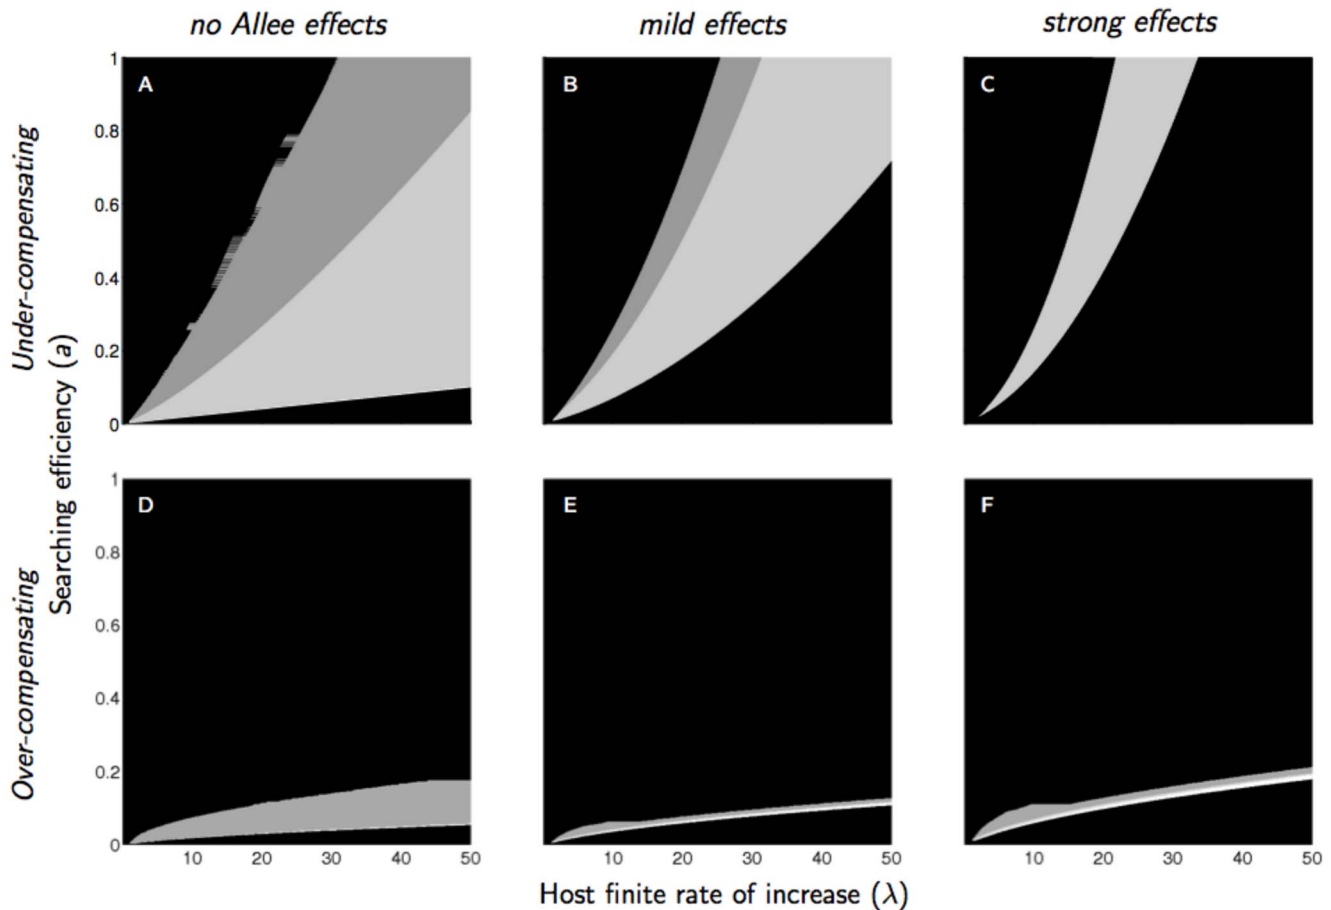 no Allee effects
mild effects
strong effects
Under-compensating
Over-compensating
Searching efficiency (a)
A
1
0.8
0.6
0.4
0.2
0
B
C
D
1
0.8
0.6
0.4
0.2
0
10 20 30 40 50
E
10 20 30 40 50
F
10 20 30 40 50
Host finite rate of increase (λ)